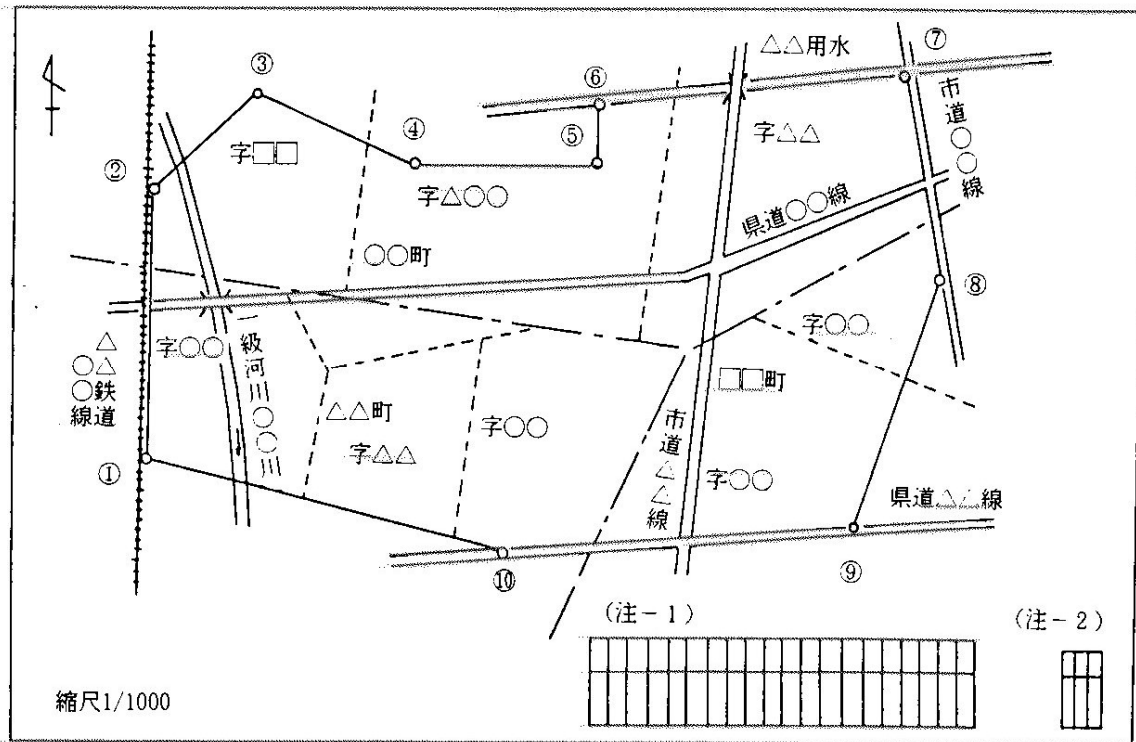 △△用水
⑦
③
⑥
市道○○線
④
⑤
字△△
字□□
②
字△○○
県道○○線
○○町
⑧
字○○
△○△○鉄道線
字○○
一級河川○○川
□□町
△△町
字○○
市道△△線
字△△
①
字○○
県道△△線
⑩
⑨
(注-1)
(注-2)
縮尺1/1000